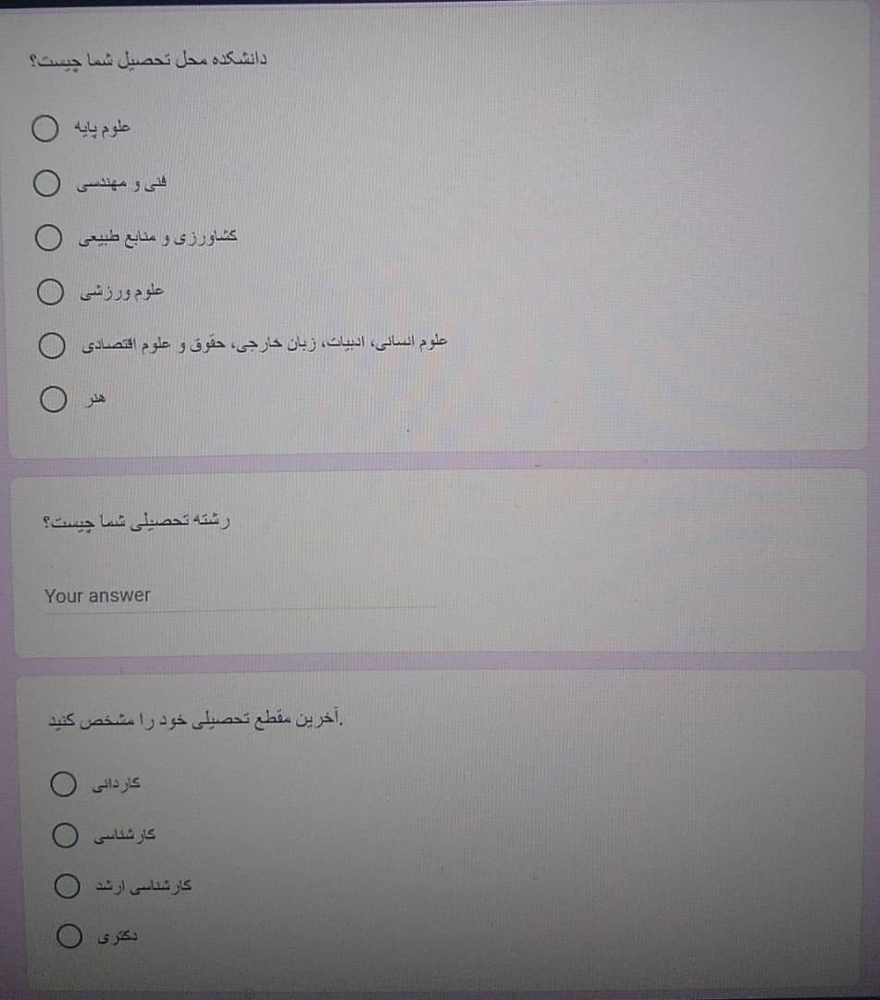 دانشکده محل تحصیل شما چیست؟
علوم پایه
فنی و مهندسی
کشاورزی و منابع طبیعی
علوم ورزشی
علوم انسانی، ادبیات، زبان خارجی، حقوق و علوم اقتصادی
هنر
رشته تحصیلی شما چیست؟
Your answer
آخرین مقطع تحصیلی خود را مشخص کنید.
کاردانی
کارشناسی
کارشناسی ارشد
دکتری